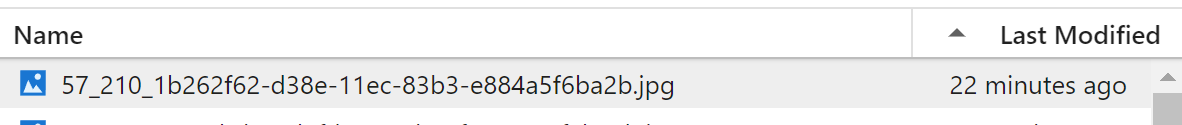 Name Last Modified
57_210_1b262f62-d38e-11ec-83b3-e884a5f6ba2b.jpg 22 minutes ago